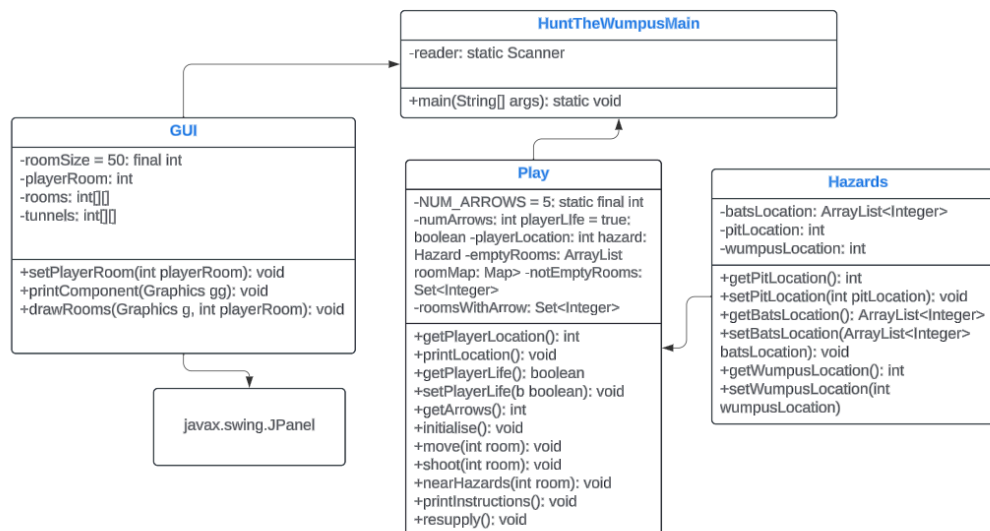 HuntTheWumpusMain
-reader: static Scanner
+main(String[] args): static void
GUI
-roomSize = 50: final int
-playerRoom: int
-rooms: int[][]
-tunnels: int[][]
+setPlayerRoom(int playerRoom): void
+printComponent(Graphics gg): void
+drawRooms(Graphics g, int playerRoom): void
javax.swing.JPanel
Play
-NUM_ARROWS = 5: static final int
-numArrows: int playerLIfe = true:
boolean -playerLocation: int hazard:
Hazard -emptyRooms: ArrayList
roomMap: Map> -notEmptyRooms:
Set<Integer>
-roomsWithArrow: Set<Integer>
+getPlayerLocation(): int
+printLocation(): void
+getPlayerLife(): boolean
+setPlayerLife(b boolean): void
+getArrows(): int
+initialise(): void
+move(int room): void
+shoot(int room): void
+nearHazards(int room): void
+printInstructions(): void
+resupply(): void
Hazards
-batsLocation: ArrayList<Integer>
-pitLocation: int
-wumpusLocation: int
+getPitLocation(): int
+setPitLocation(int pitLocation): void
+getBatsLocation(): ArrayList<Integer>
+setBatsLocation(ArrayList<Integer>
batsLocation): void
+getWumpusLocation(): int
+setWumpusLocation(int
wumpusLocation)